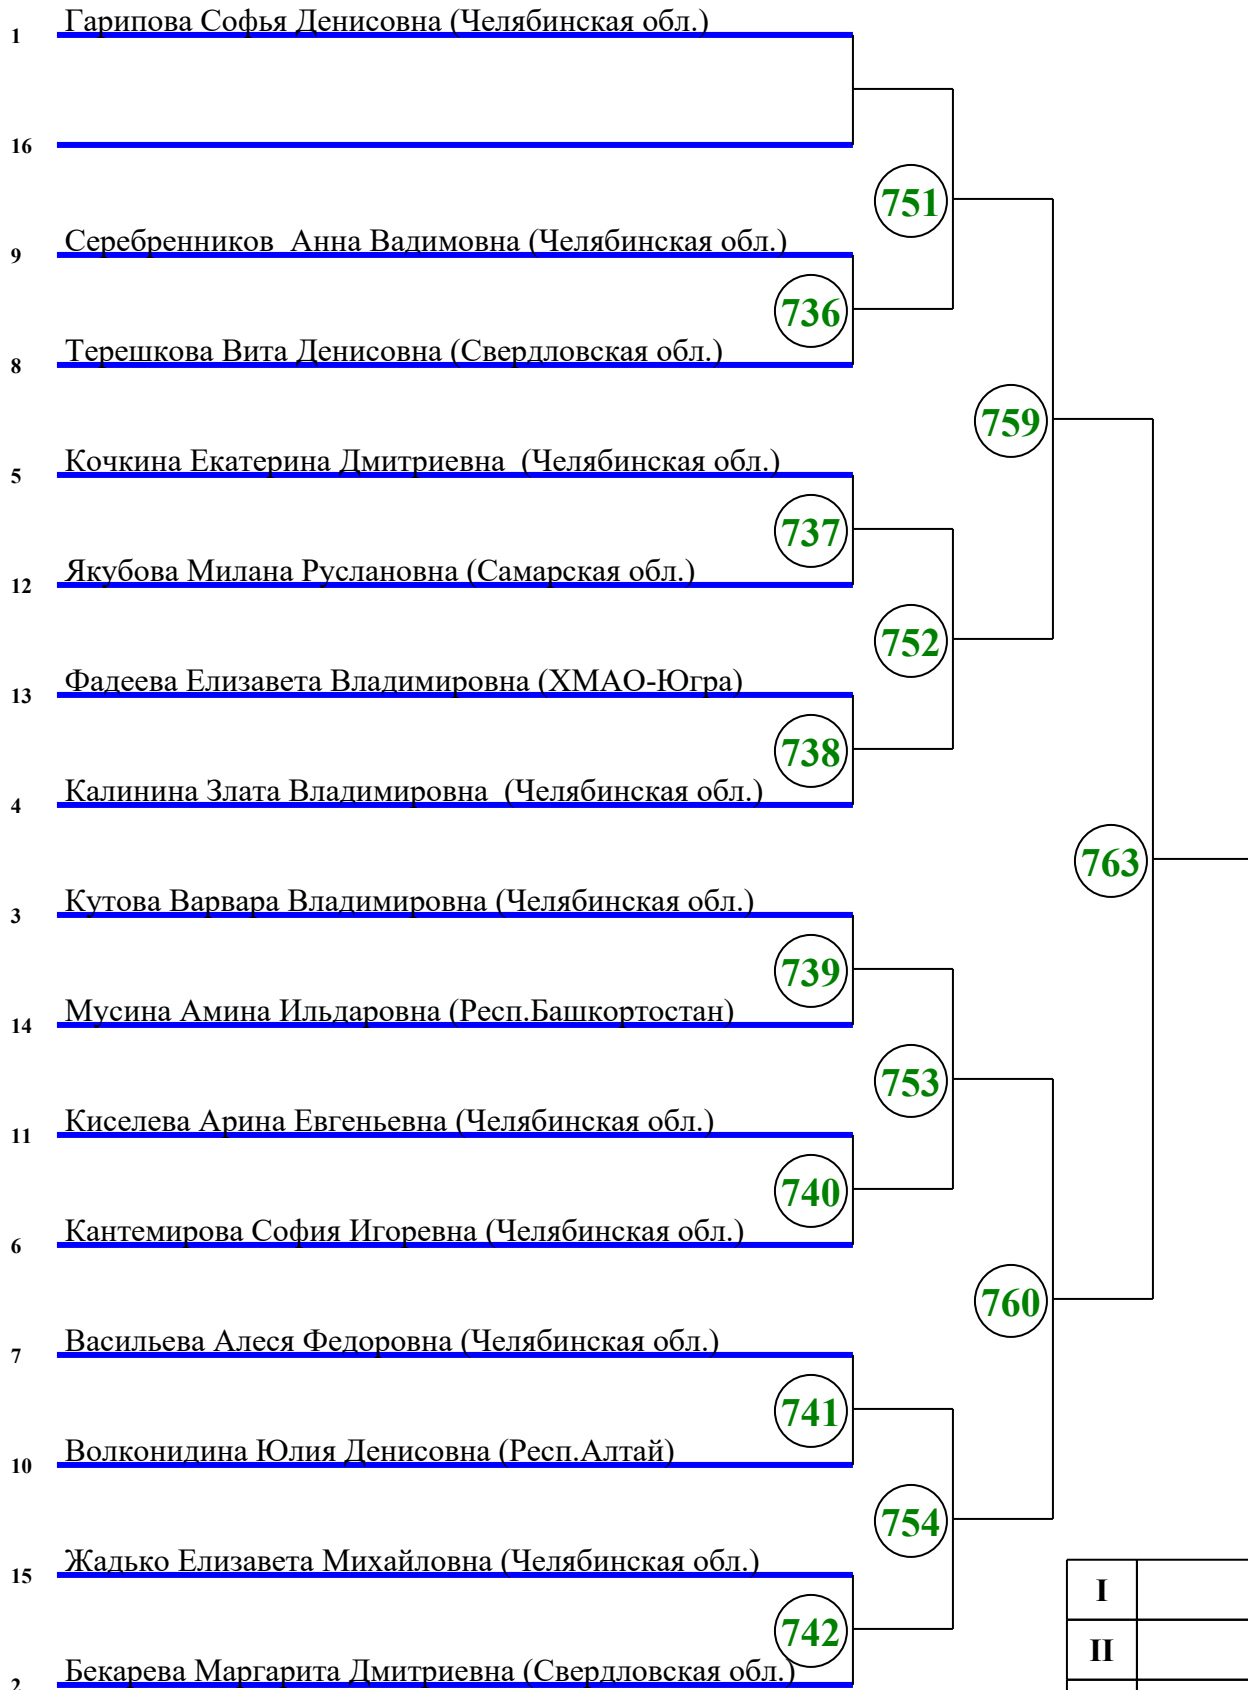 1 Гарипова Софья Денисовна (Челябинская обл.)
16
751
9 Серебренников  Анна Вадимовна (Челябинская обл.)
736
8 Терешкова Вита Денисовна (Свердловская обл.)
759
5 Кочкина Екатерина Дмитриевна  (Челябинская обл.)
737
12 Якубова Милана Руслановна (Самарская обл.)
752
13 Фадеева Елизавета Владимировна (ХМАО-Югра)
738
4 Калинина Злата Владимировна  (Челябинская обл.)
763
3 Кутова Варвара Владимировна (Челябинская обл.)
739
14 Мусина Амина Ильдаровна (Респ.Башкортостан)
753
11 Киселева Арина Евгеньевна (Челябинская обл.)
740
6 Кантемирова София Игоревна (Челябинская обл.)
760
7 Васильева Алеся Федоровна (Челябинская обл.)
741
10 Волконидина Юлия Денисовна (Респ.Алтай)
754
15 Жадько Елизавета Михайловна (Челябинская обл.)
I
742
II
2 Бекарева Маргарита Дмитриевна (Свердловская обл.)